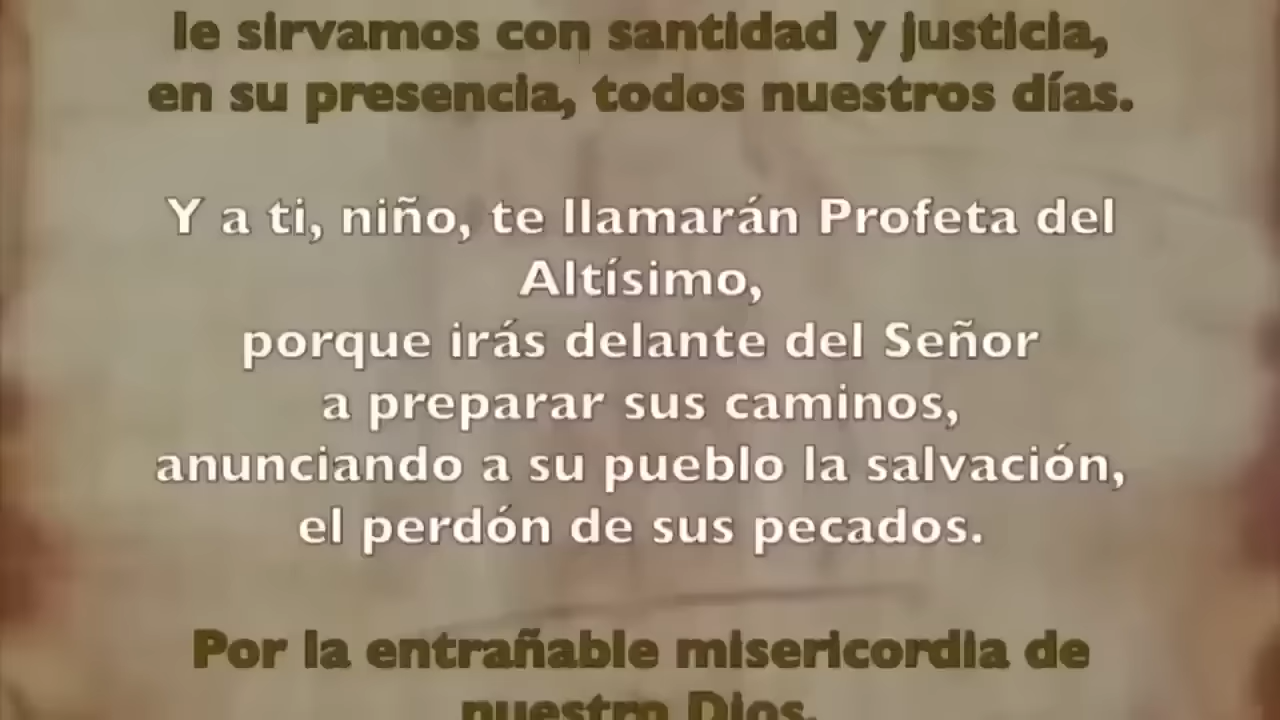 le sirvamos con santidad y justicia,
en su presencia, todos nuestros días.
Y a ti, niño, te llamarán Profeta del
Altísimo,
porque irás delante del Señor
a preparar sus caminos,
anunciando a su pueblo la salvación,
el perdón de sus pecados.
Por la entrañable misericordia de
nuestro Dios,